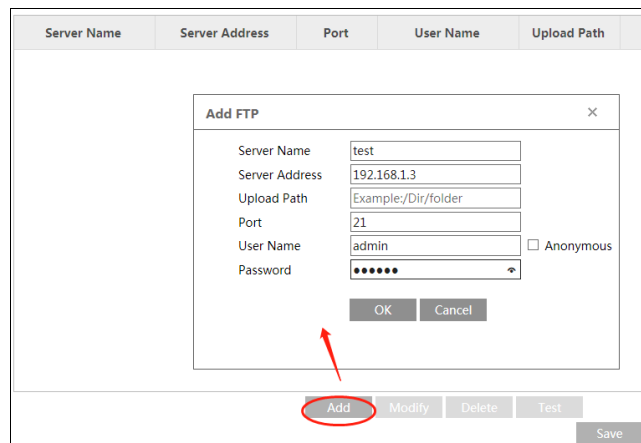 Server Name Server Address Port User Name Upload Path
Add FTP ×
Server Name test
Server Address 192.168.1.3
Upload Path Example:/Dir/folder
Port 21
User Name admin Anonymous
Password ●●●●●●
OK Cancel
Add Modify Delete Test
Save